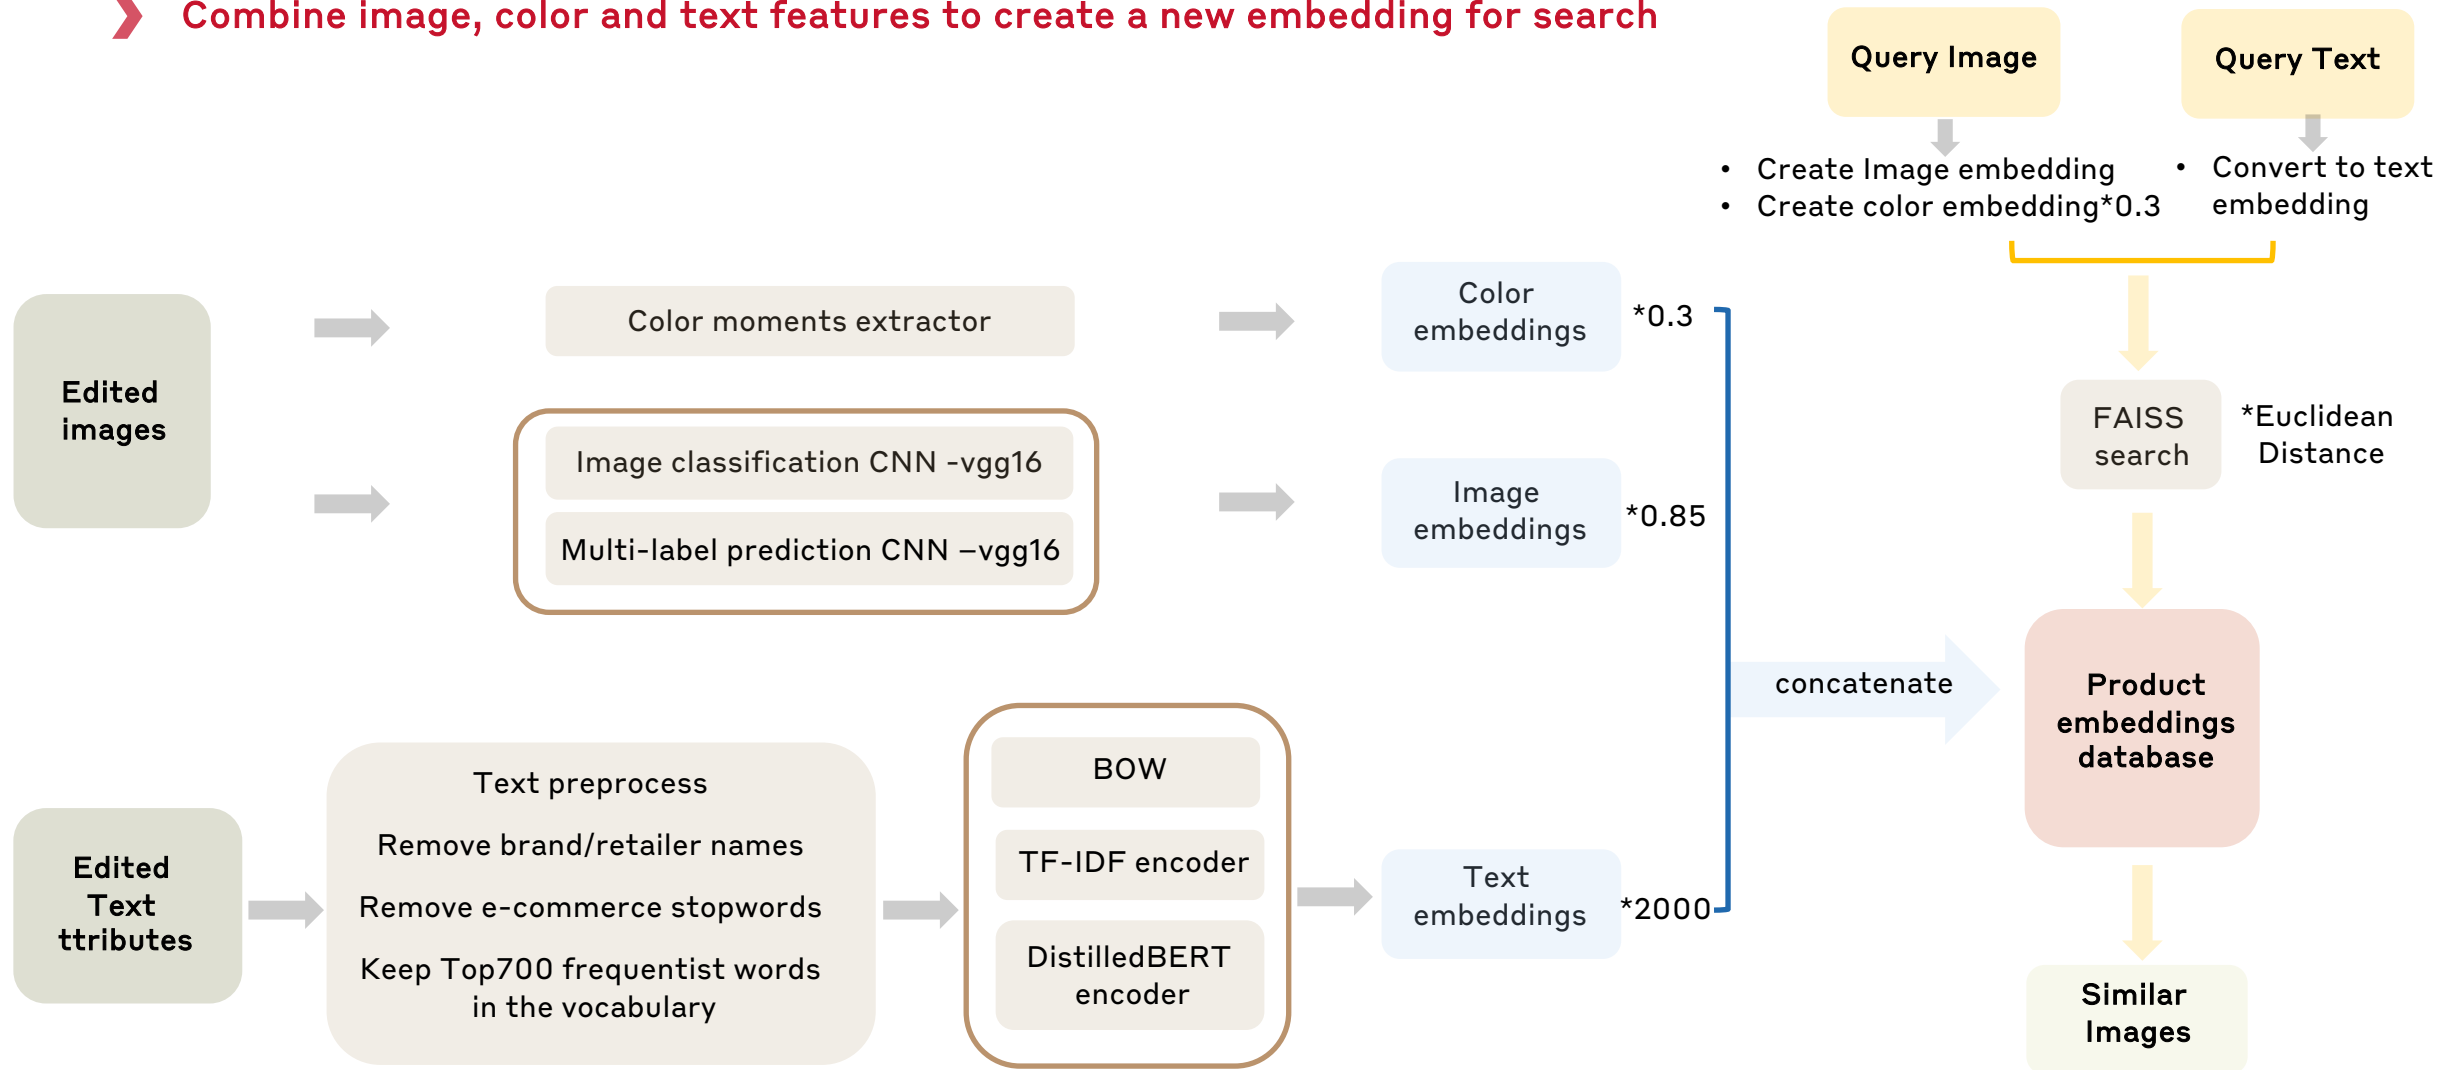 Combine image, color and text features to create a new embedding for search
Query Image
Query Text
• Create Image embedding
• Create color embedding*0.3
• Convert to text
embedding
Edited
images
Color moments extractor
Color
embeddings
*0.3
Image classification CNN -vgg16
Multi-label prediction CNN –vgg16
Image
embeddings
*0.85
FAISS
search
*Euclidean
Distance
concatenate
Product
embeddings
database
Edited
Text
ttributes
Text preprocess
Remove brand/retailer names
Remove e-commerce stopwords
Keep Top700 frequentist words
in the vocabulary
BOW
TF-IDF encoder
DistilledBERT
encoder
Text
embeddings
*2000
Similar
Images